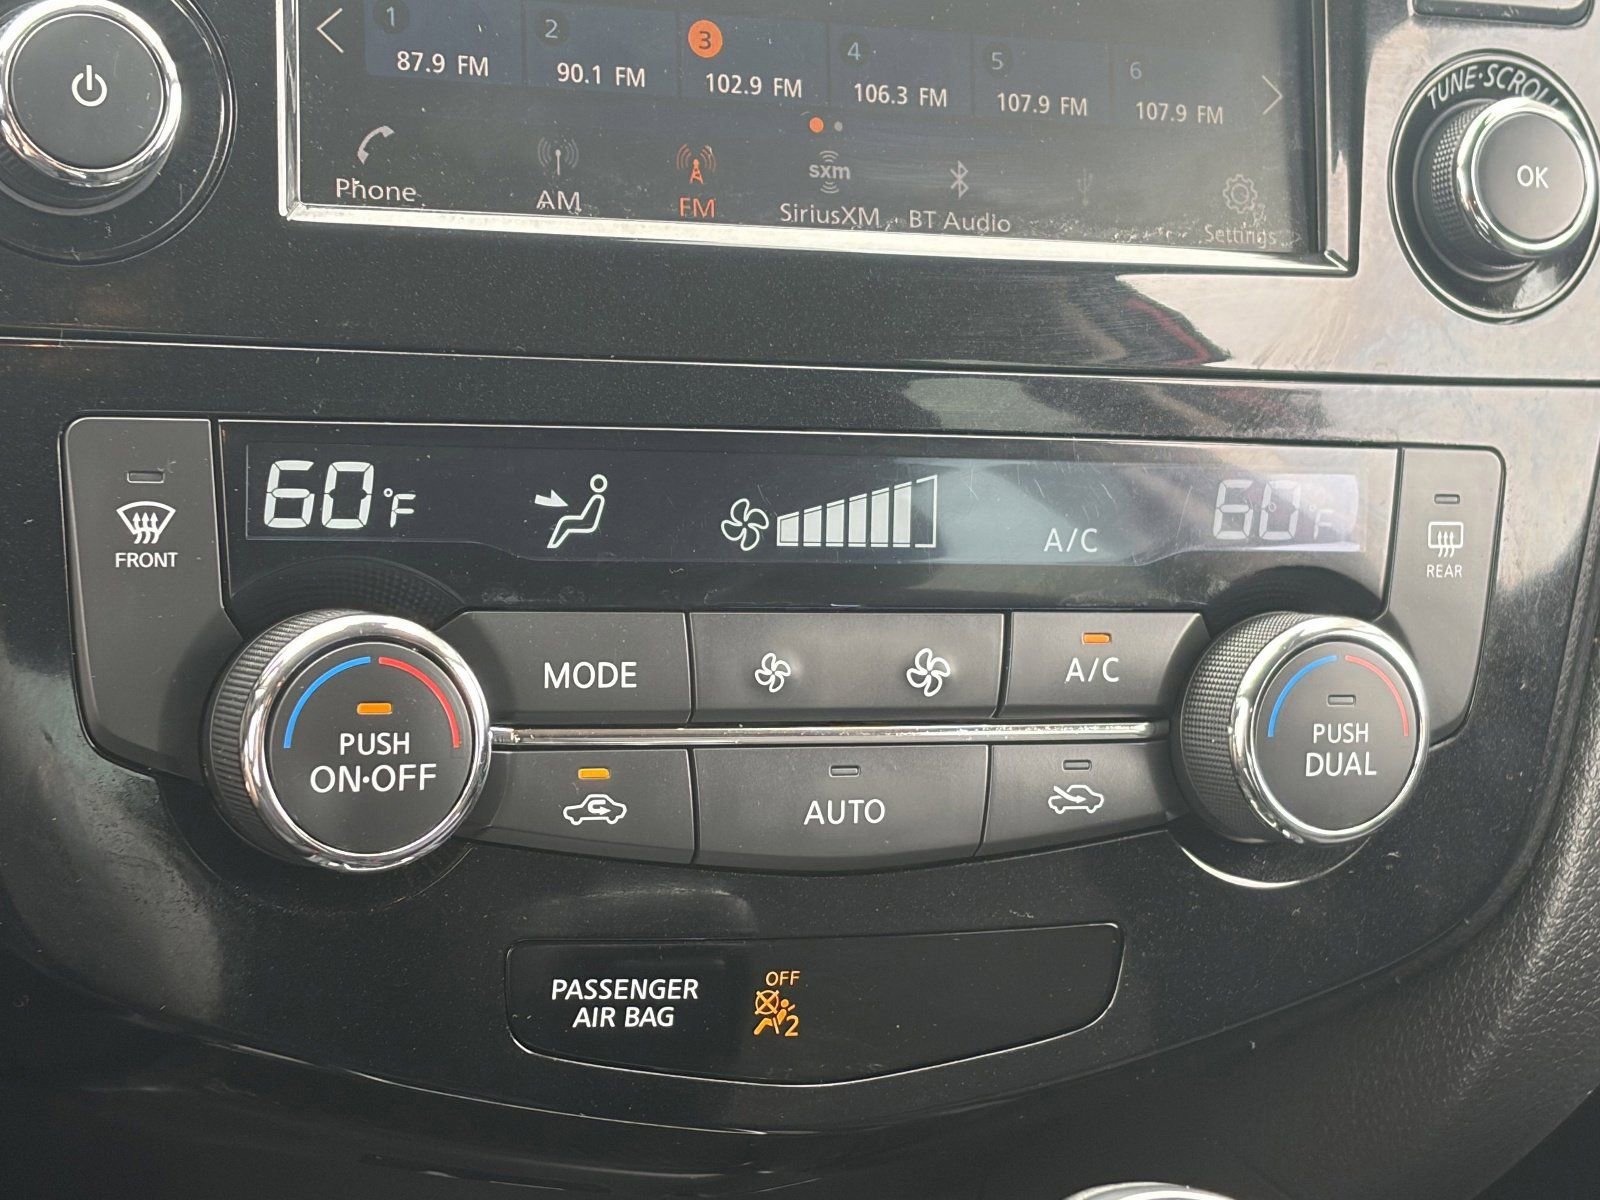 1 2 3 4 5 6
87.9 FM 90.1 FM 102.9 FM 106.3 FM 107.9 FM 107.9 FM
TUNE·SCROLL
OK
Phone AM FM sxm SiriusXM BT Audio Settings
60°F A/C 60°F
FRONT
REAR
MODE
A/C
PUSH
ON·OFF
PUSH
DUAL
AUTO
PASSENGER
AIR BAG
OFF
2